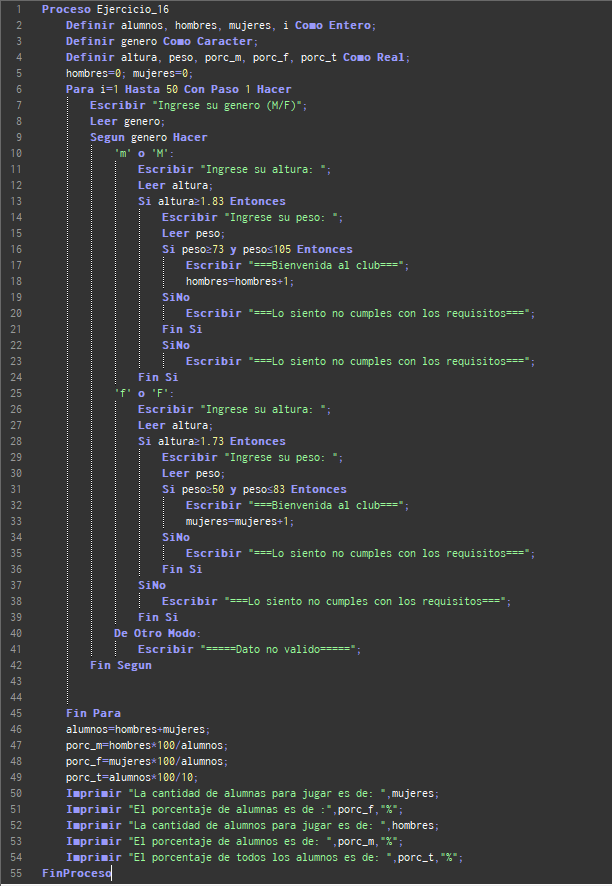 1 Proceso Ejercicio_16
2 Definir alumnos, hombres, mujeres, i Como Entero;
3 Definir genero Como Caracter;
4 Definir altura, peso, porc_m, porc_f, porc_t Como Real;
5 hombres=0; mujeres=0;
6 Para i=1 Hasta 50 Con Paso 1 Hacer
7 Escribir "Ingrese su genero (M/F)";
8 Leer genero;
9 Segun genero Hacer
10 'm' o 'M':
11 Escribir "Ingrese su altura: ";
12 Leer altura;
13 Si altura≥1.83 Entonces
14 Escribir "Ingrese su peso: ";
15 Leer peso;
16 Si peso≥73 y peso≤105 Entonces
17 Escribir "===Bienvenida al club===";
18 hombres=hombres+1;
19 SiNo
20 Escribir "===Lo siento no cumples con los requisitos===";
21 Fin Si
22 SiNo
23 Escribir "===Lo siento no cumples con los requisitos===";
24 Fin Si
25 'f' o 'F':
26 Escribir "Ingrese su altura: ";
27 Leer altura;
28 Si altura≥1.73 Entonces
29 Escribir "Ingrese su peso: ";
30 Leer peso;
31 Si peso≥50 y peso≤83 Entonces
32 Escribir "===Bienvenida al club===";
33 mujeres=mujeres+1;
34 SiNo
35 Escribir "===Lo siento no cumples con los requisitos===";
36 Fin Si
37 SiNo
38 Escribir "===Lo siento no cumples con los requisitos===";
39 Fin Si
40 De Otro Modo:
41 Escribir "=====Dato no valido=====";
42 Fin Segun
43
44
45 Fin Para
46 alumnos=hombres+mujeres;
47 porc_m=hombres*100/alumnos;
48 porc_f=mujeres*100/alumnos;
49 porc_t=alumnos*100/10;
50 Imprimir "La cantidad de alumnas para jugar es de: ",mujeres;
51 Imprimir "El porcentaje de alumnas es de :",porc_f,"%";
52 Imprimir "La cantidad de alumnos para jugar es de: ",hombres;
53 Imprimir "El porcentaje de alumnos es de: ",porc_m,"%";
54 Imprimir "El porcentaje de todos los alumnos es de: ",porc_t,"%";
55 FinProceso